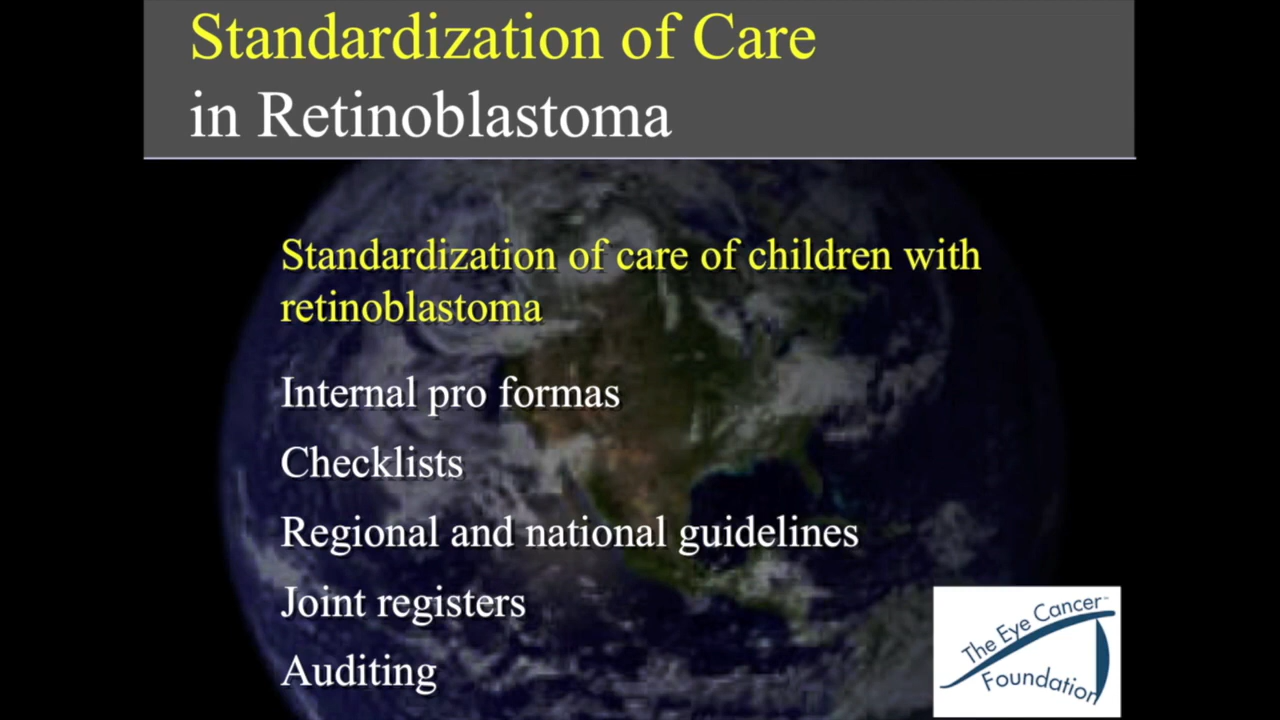 Standardization of Care
in Retinoblastoma
Standardization of care of children with
retinoblastoma
Internal pro formas
Checklists
Regional and national guidelines
Joint registers
Auditing
The Eye Cancer™
Foundation